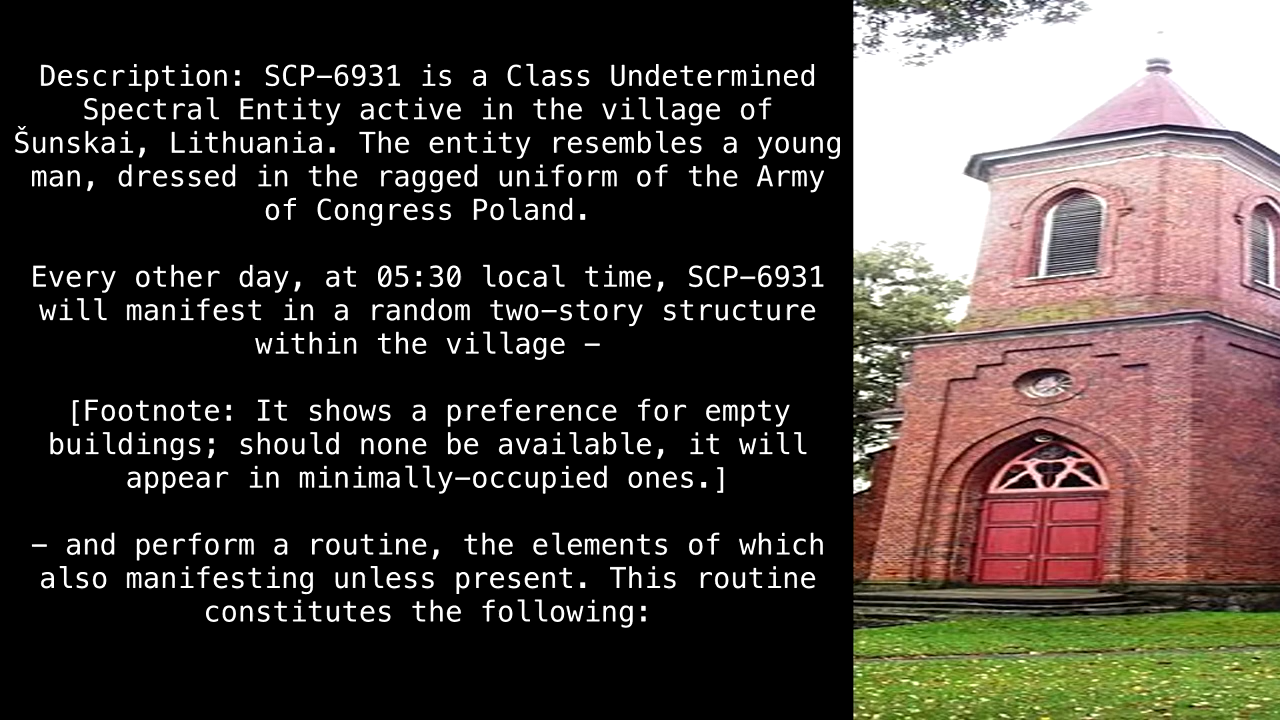 Description: SCP-6931 is a Class Undetermined
Spectral Entity active in the village of
Šunskai, Lithuania. The entity resembles a young
man, dressed in the ragged uniform of the Army
of Congress Poland.
Every other day, at 05:30 local time, SCP-6931
will manifest in a random two-story structure
within the village –
[Footnote: It shows a preference for empty
buildings; should none be available, it will
appear in minimally-occupied ones.]
– and perform a routine, the elements of which
also manifesting unless present. This routine
constitutes the following: